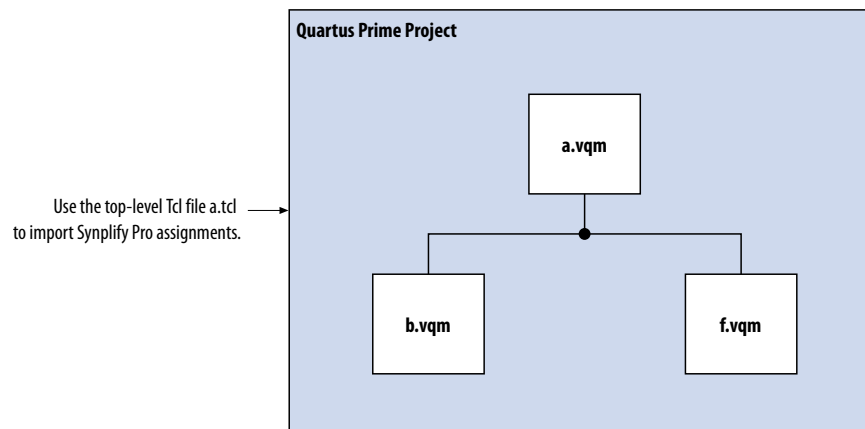 Quartus Prime Project
a.vqm
Use the top-level Tcl file a.tcl
to import Synplify Pro assignments.
b.vqm
f.vqm